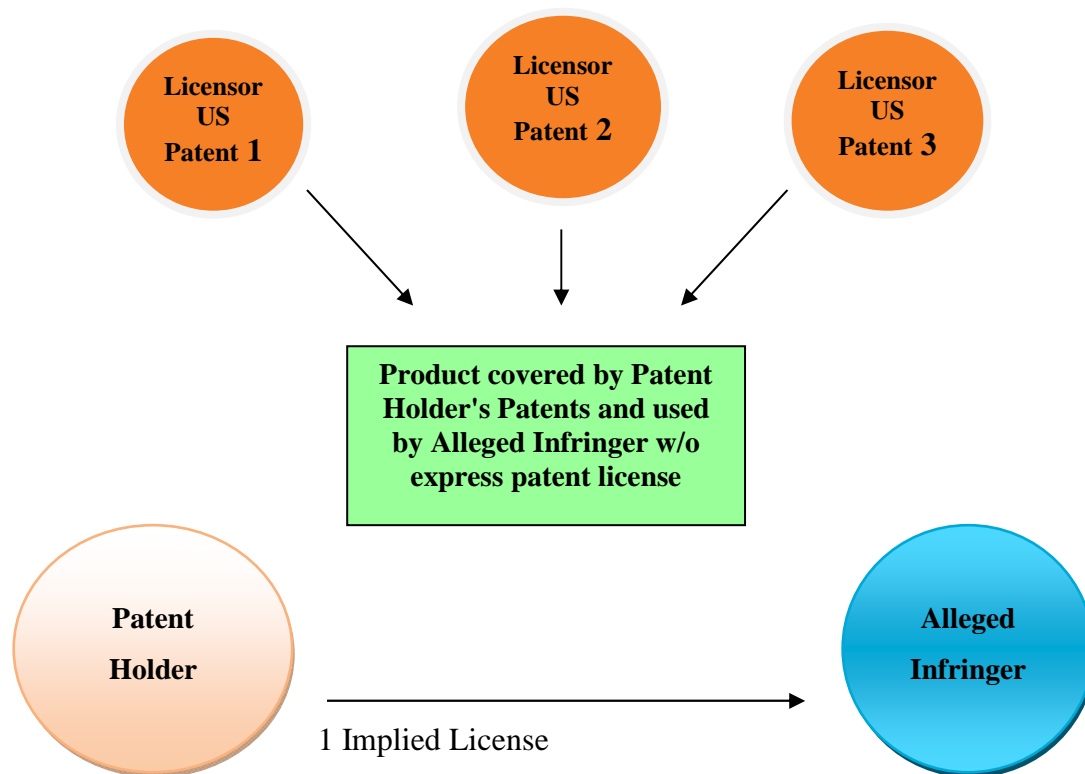 Licensor
US
Patent 1
Licensor
US
Patent 2
Licensor
US
Patent 3
Product covered by Patent
Holder's Patents and used
by Alleged Infringer w/o
express patent license
Patent
Holder
Alleged
Infringer
1 Implied License